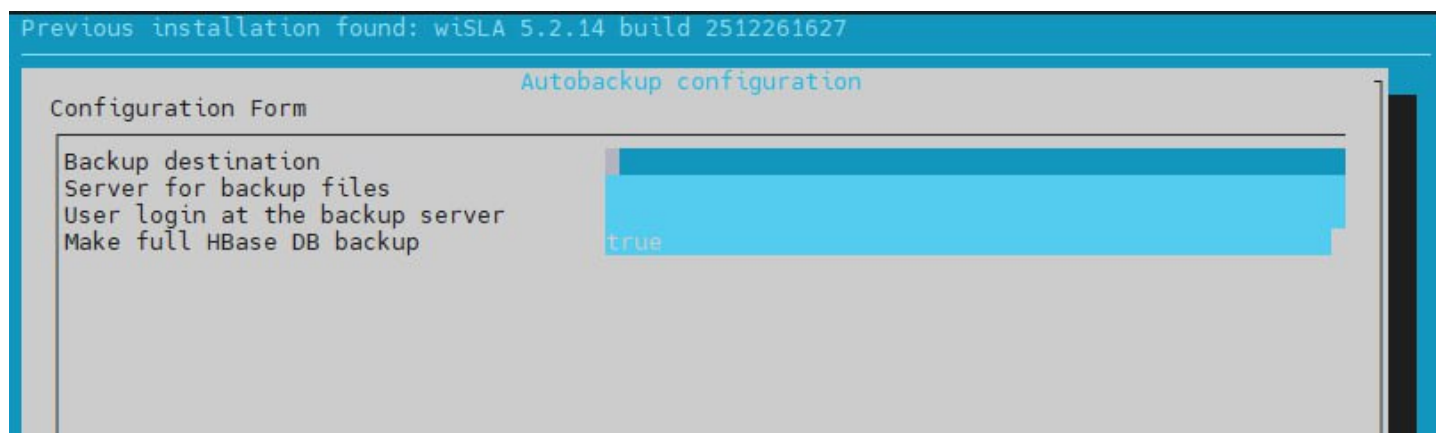 Previous installation found: wiSLA 5.2.14 build 2512261627
Autobackup configuration
Configuration Form
Backup destination
Server for backup files
User login at the backup server
Make full HBase DB backup true